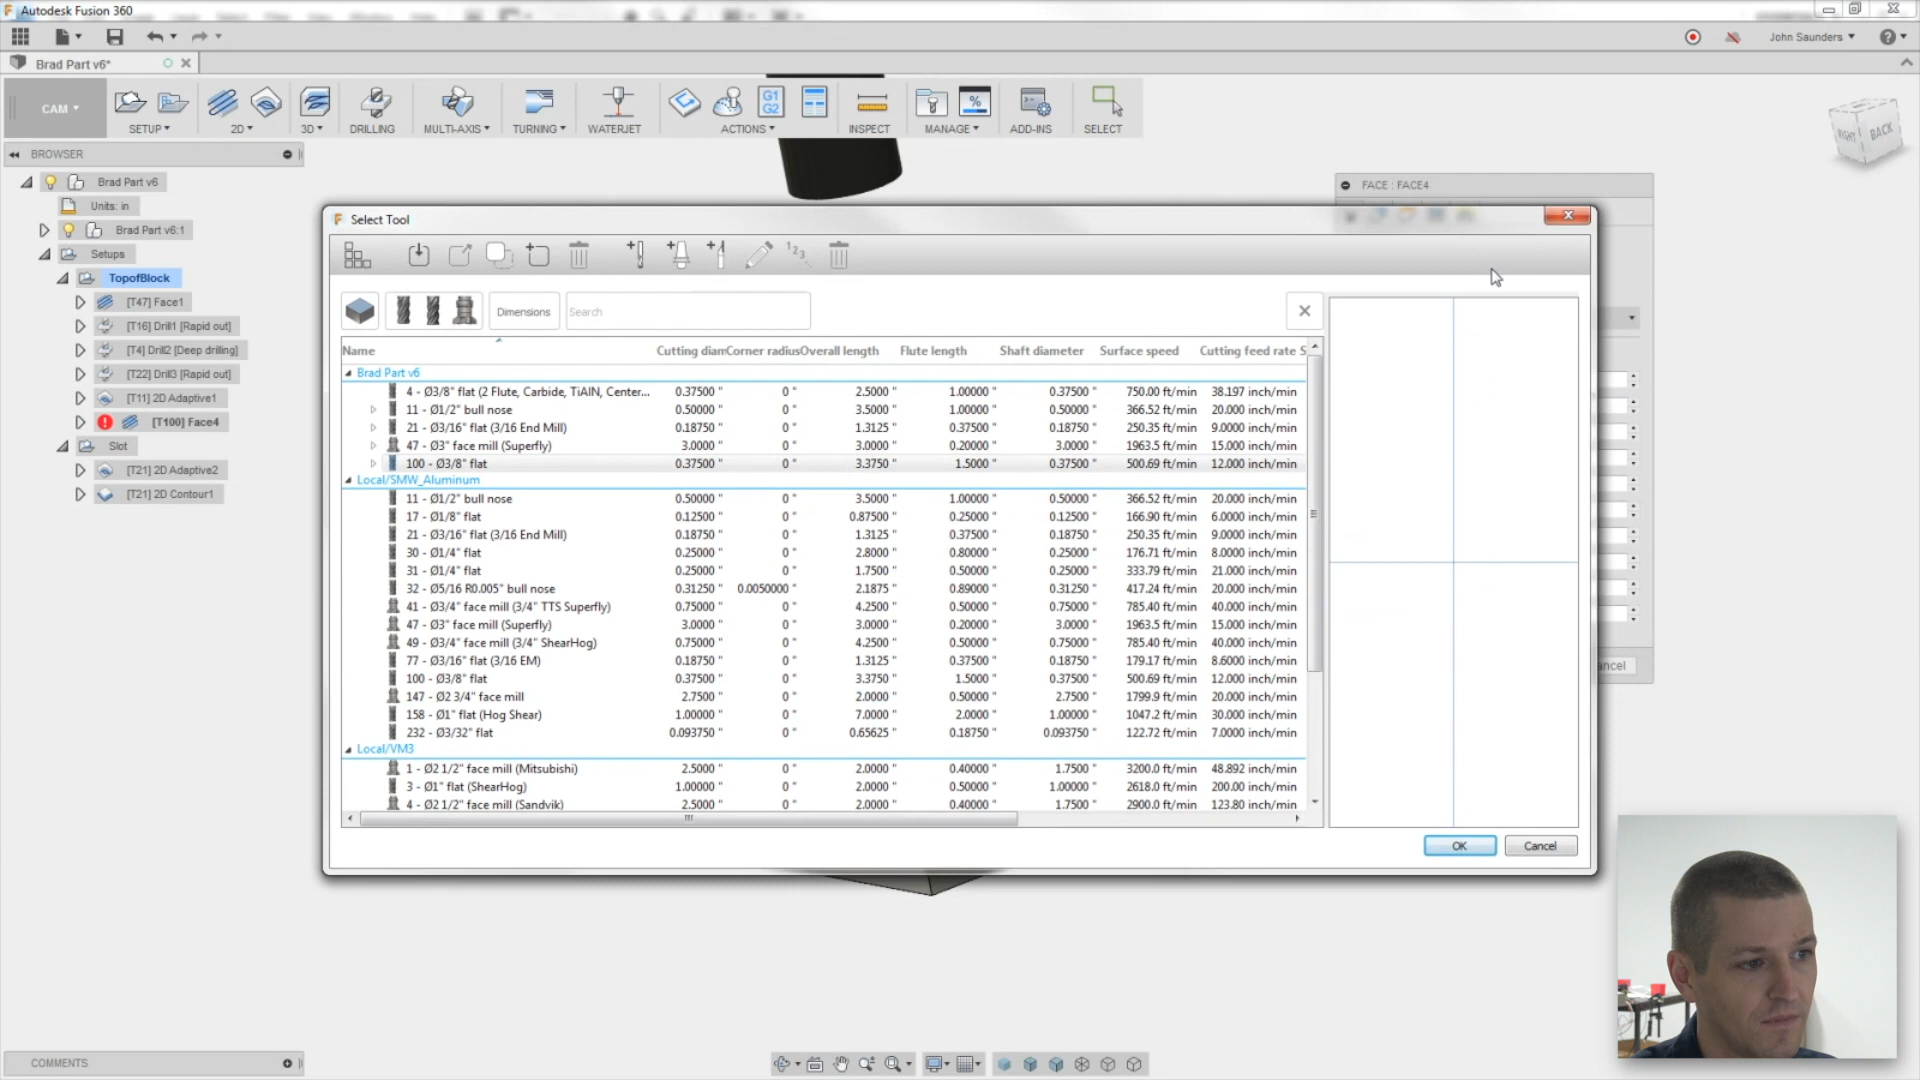 Autodesk Fusion 360
John Saunders
Brad Part v6*
CAM
SETUP
2D
3D
DRILLING
MULTI-AXIS
TURNING
WATERJET
G1
G2
ACTIONS
INSPECT
MANAGE
ADD-INS
SELECT
RIGHT
BACK
BROWSER
Brad Part v6
Units: in
Brad Part v6:1
Setups
TopofBlock
[T47] Face1
[T16] Drill1 [Rapid out]
[T4] Drill2 [Deep drilling]
[T22] Drill3 [Rapid out]
[T11] 2D Adaptive1
[T100] Face4
Slot
[T21] 2D Adaptive2
[T21] 2D Contour1
FACE : FACE4
Select Tool
Dimensions
Search
Name Cutting diam Corner radius Overall length Flute length Shaft diameter Surface speed Cutting feed rate S
Brad Part v6
4 - Ø3/8" flat (2 Flute, Carbide, TiAlN, Center... 0.37500 " 0 " 2.5000 " 1.00000 " 0.37500 " 750.00 ft/min 38.197 inch/min
11 - Ø1/2" bull nose 0.50000 " 0 " 3.5000 " 1.00000 " 0.50000 " 366.52 ft/min 20.000 inch/min
21 - Ø3/16" flat (3/16 End Mill) 0.18750 " 0 " 1.3125 " 0.37500 " 0.18750 " 250.35 ft/min 9.0000 inch/min
47 - Ø3" face mill (Superfly) 3.0000 " 0 " 3.0000 " 0.20000 " 3.0000 " 1963.5 ft/min 15.000 inch/min
100 - Ø3/8" flat 0.37500 " 0 " 3.3750 " 1.5000 " 0.37500 " 500.69 ft/min 12.000 inch/min
Local/SMW_Aluminum
11 - Ø1/2" bull nose 0.50000 " 0 " 3.5000 " 1.00000 " 0.50000 " 366.52 ft/min 20.000 inch/min
17 - Ø1/8" flat 0.12500 " 0 " 0.87500 " 0.25000 " 0.12500 " 166.90 ft/min 6.0000 inch/min
21 - Ø3/16" flat (3/16 End Mill) 0.18750 " 0 " 1.3125 " 0.37500 " 0.18750 " 250.35 ft/min 9.0000 inch/min
30 - Ø1/4" flat 0.25000 " 0 " 2.8000 " 0.80000 " 0.25000 " 176.71 ft/min 8.0000 inch/min
31 - Ø1/4" flat 0.25000 " 0 " 1.7500 " 0.50000 " 0.25000 " 333.79 ft/min 21.000 inch/min
32 - Ø5/16 R0.005" bull nose 0.31250 " 0.0050000 " 2.1875 " 0.89000 " 0.31250 " 417.24 ft/min 20.000 inch/min
41 - Ø3/4" face mill (3/4" TTS Superfly) 0.75000 " 0 " 4.2500 " 0.50000 " 0.75000 " 785.40 ft/min 40.000 inch/min
47 - Ø3" face mill (Superfly) 3.0000 " 0 " 3.0000 " 0.20000 " 3.0000 " 1963.5 ft/min 15.000 inch/min
49 - Ø3/4" face mill (3/4" ShearHog) 0.75000 " 0 " 4.2500 " 0.50000 " 0.75000 " 785.40 ft/min 40.000 inch/min
77 - Ø3/16" flat (3/16 EM) 0.18750 " 0 " 1.3125 " 0.37500 " 0.18750 " 179.17 ft/min 8.6000 inch/min
100 - Ø3/8" flat 0.37500 " 0 " 3.3750 " 1.5000 " 0.37500 " 500.69 ft/min 12.000 inch/min
147 - Ø2 3/4" face mill 2.7500 " 0 " 2.0000 " 0.50000 " 2.7500 " 1799.9 ft/min 20.000 inch/min
158 - Ø1" flat (Hog Shear) 1.00000 " 0 " 7.0000 " 2.0000 " 1.00000 " 1047.2 ft/min 30.000 inch/min
232 - Ø3/32" flat 0.093750 " 0 " 0.65625 " 0.18750 " 0.093750 " 122.72 ft/min 7.0000 inch/min
Local/VM3
1 - Ø2 1/2" face mill (Mitsubishi) 2.5000 " 0 " 2.0000 " 0.40000 " 1.7500 " 3200.0 ft/min 48.892 inch/min
3 - Ø1" flat (ShearHog) 1.00000 " 0 " 2.0000 " 0.50000 " 1.00000 " 2618.0 ft/min 200.00 inch/min
4 - Ø2 1/2" face mill (Sandvik) 2.5000 " 0 " 2.0000 " 0.40000 " 1.7500 " 2900.0 ft/min 123.80 inch/min
OK
Cancel
ancel
COMMENTS